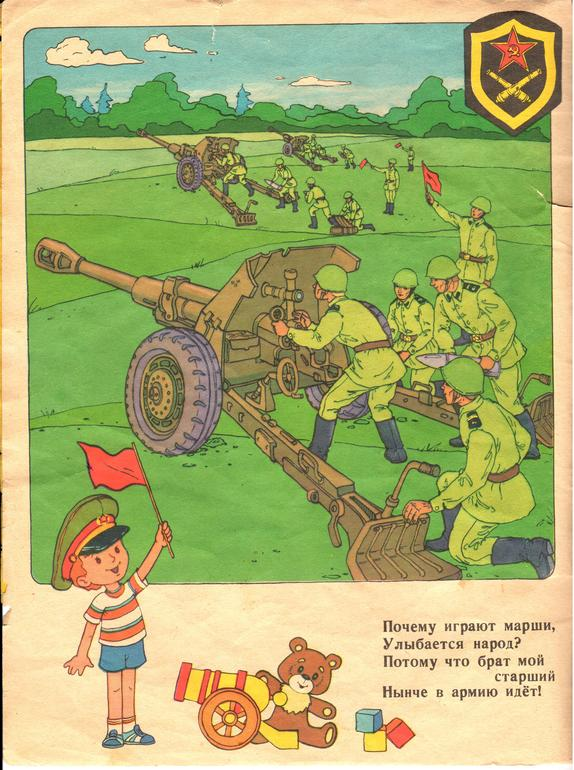 Почему играют марши,
Улыбается народ?
Потому что брат мой
старший
Нынче в армию идёт!